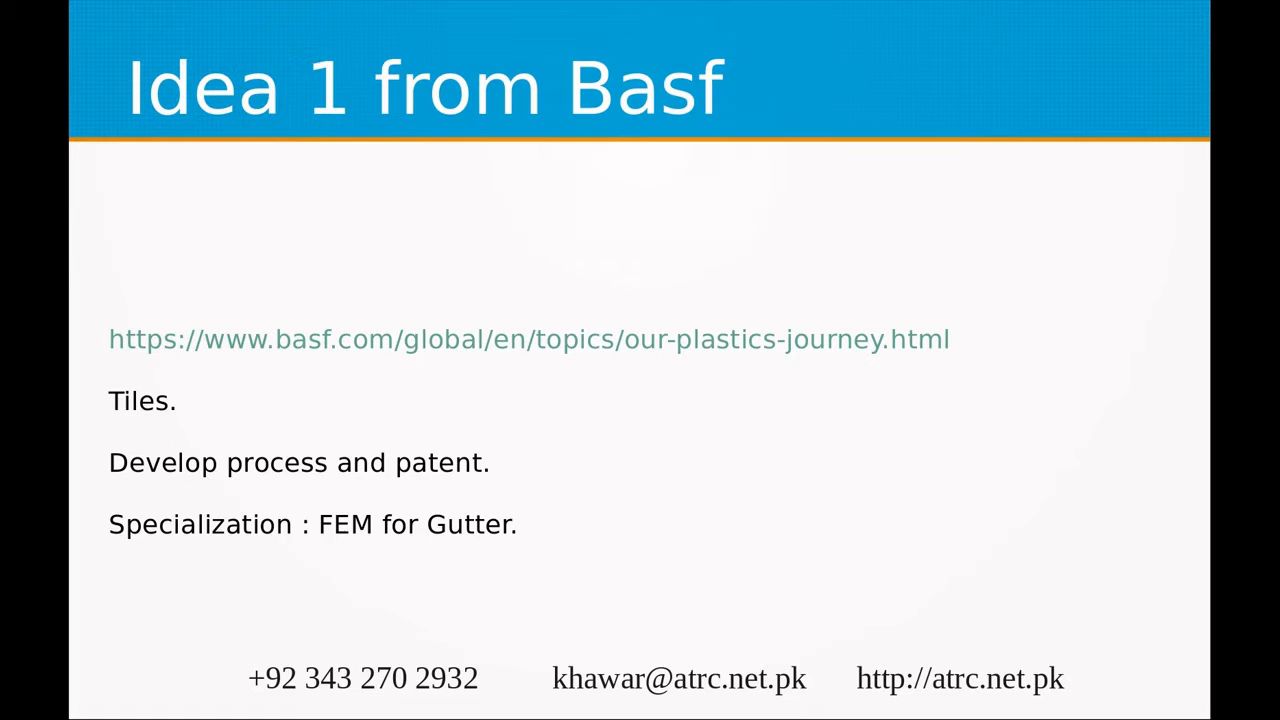 Idea 1 from Basf
https://www.basf.com/global/en/topics/our-plastics-journey.html
Tiles.
Develop process and patent.
Specialization : FEM for Gutter.
+92 343 270 2932 khawar@atrc.net.pk http://atrc.net.pk